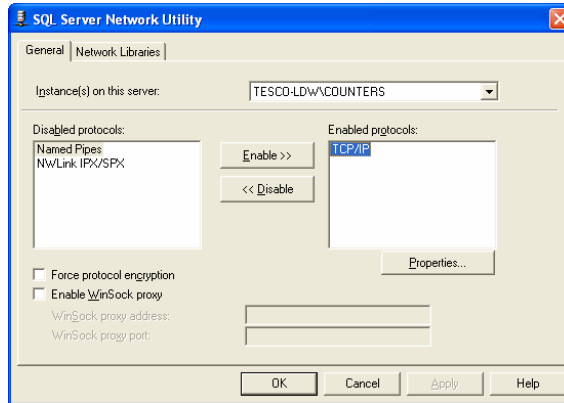 SQL Server Network Utility
General
Network Libraries
Instance(s) on this server:
TESCO-LDW\COUNTERS
Disabled protocols:
Named Pipes
NWLink IPX/SPX
Enable >>
<< Disable
Enabled protocols:
TCP/IP
Properties...
Force protocol encryption
Enable WinSock proxy
WinSock proxy address:
WinSock proxy port:
OK
Cancel
Apply
Help